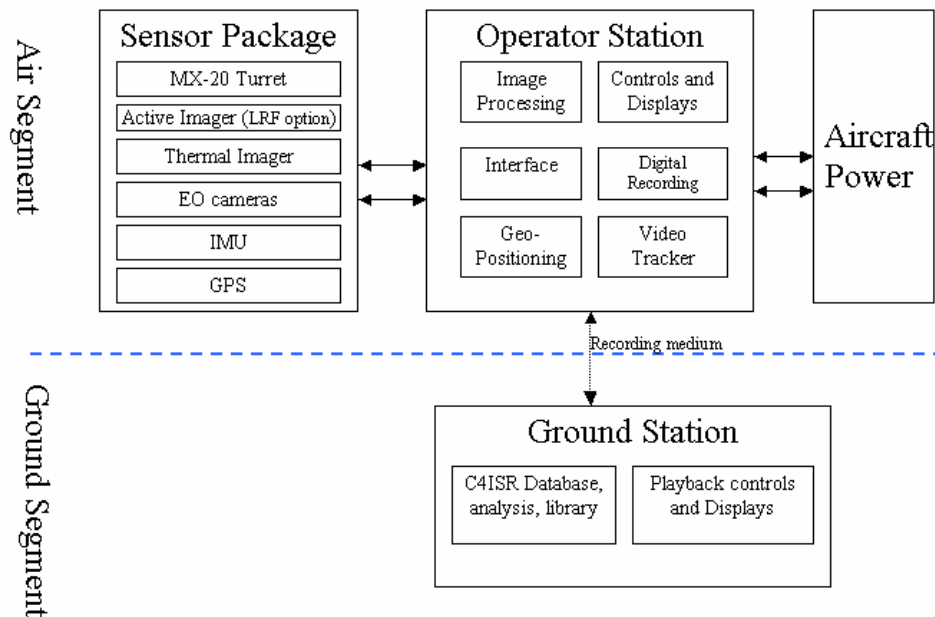 Air Segment
Sensor Package
MX-20 Turret
Active Imager (LRF option)
Thermal Imager
EO cameras
IMU
GPS
Operator Station
Image
Processing
Controls and
Displays
Interface
Digital
Recording
Geo-
Positioning
Video
Tracker
Aircraft
Power
Recording medium
Ground Segment
Ground Station
C4ISR Database,
analysis, library
Playback controls
and Displays